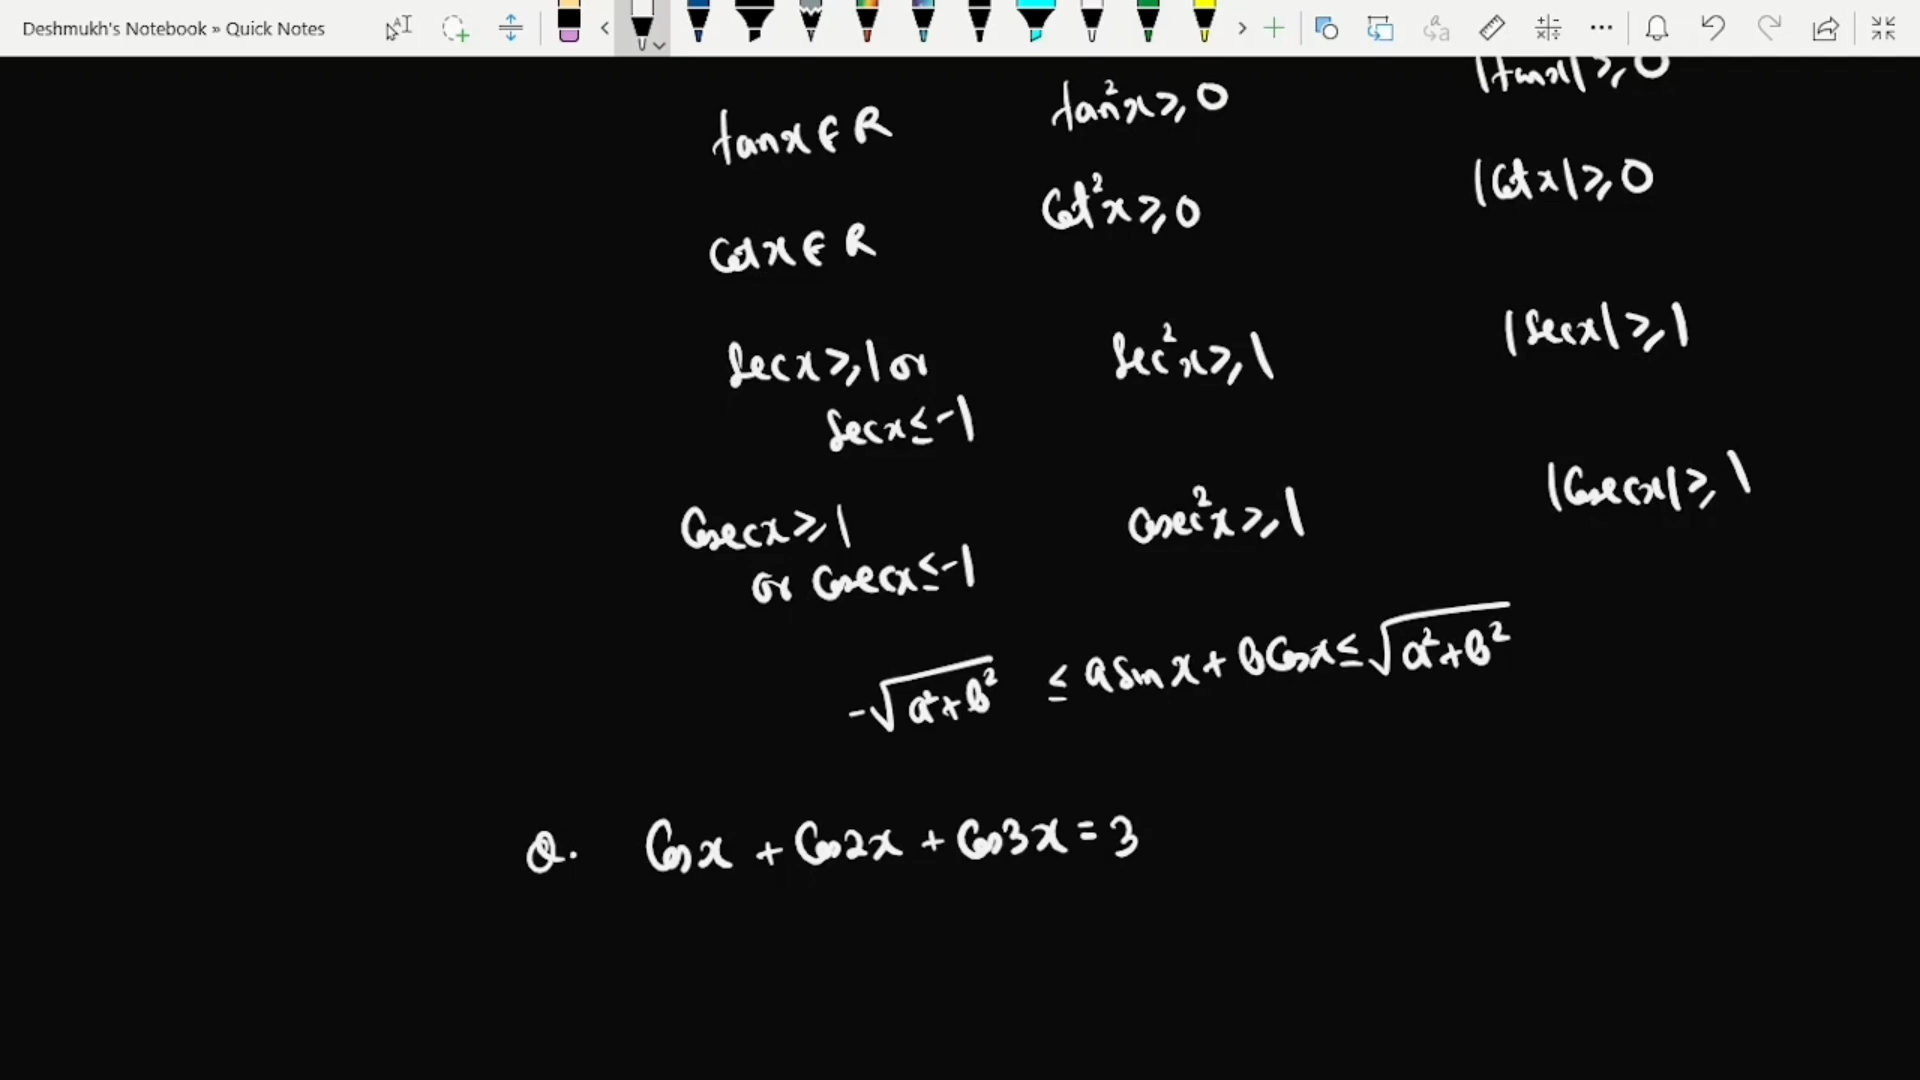 Deshmukh's Notebook » Quick Notes
|tanx| ≥, 0
tanx ∈ R
tan²x ≥, 0
|Cotx| ≥, 0
Cot²x ≥, 0
Cotx ∈ R
|Secx| ≥, 1
Secx ≥, 1 or
Sec²x ≥, 1
Secx ≤ -1
|Cosecx| ≥, 1
Cosecx ≥, 1
Cosec²x ≥, 1
or Cosecx ≤ -1
-√a²+b² ≤ a Sin x + b Cosx ≤ √a²+b²
Q. Cosx + Cos2x + Cos3x = 3